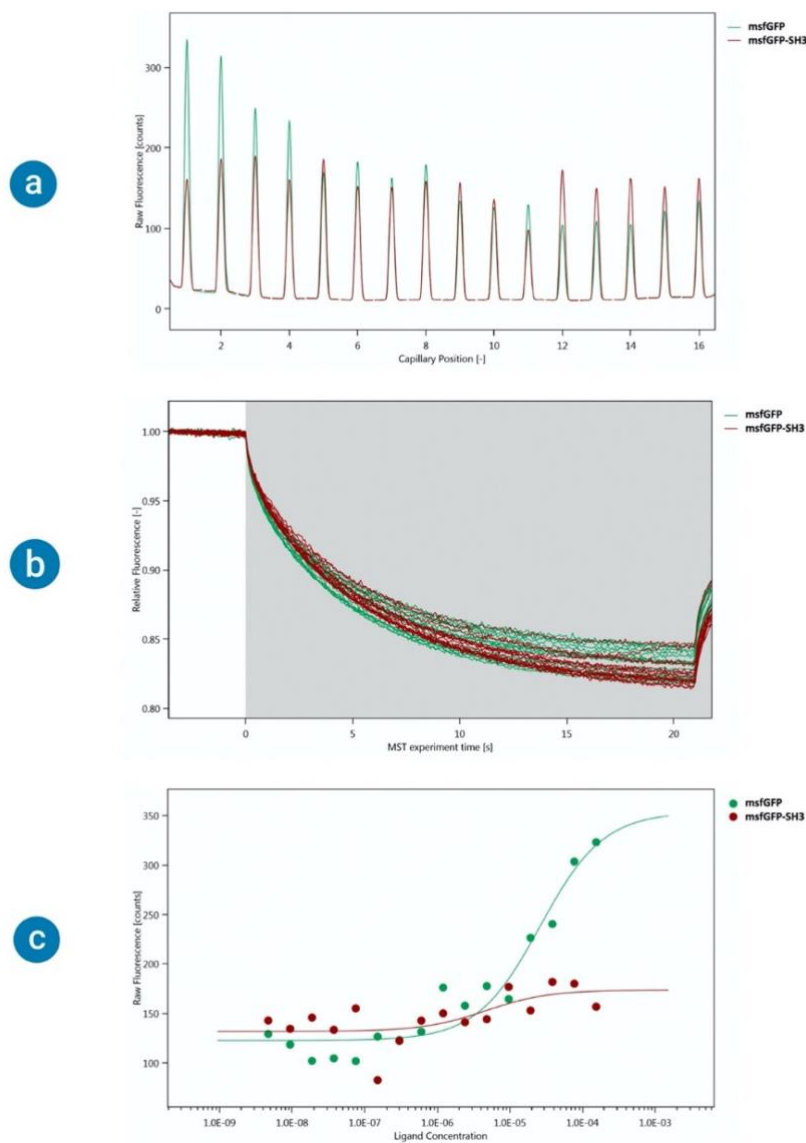 a
Raw Fluorescence [counts]
300
200
100
0
2 4 6 8 10 12 14 16
Capillary Position [-]
msfGFP
msfGFP-SH3
b
Relative Fluorescence [-]
1.00
0.95
0.90
0.85
0.80
0 5 10 15 20
MST experiment time [s]
msfGFP
msfGFP-SH3
c
Raw Fluorescence [counts]
350
300
250
200
150
100
1.0E-09 1.0E-08 1.0E-07 1.0E-06 1.0E-05 1.0E-04 1.0E-03
Ligand Concentration
msfGFP
msfGFP-SH3